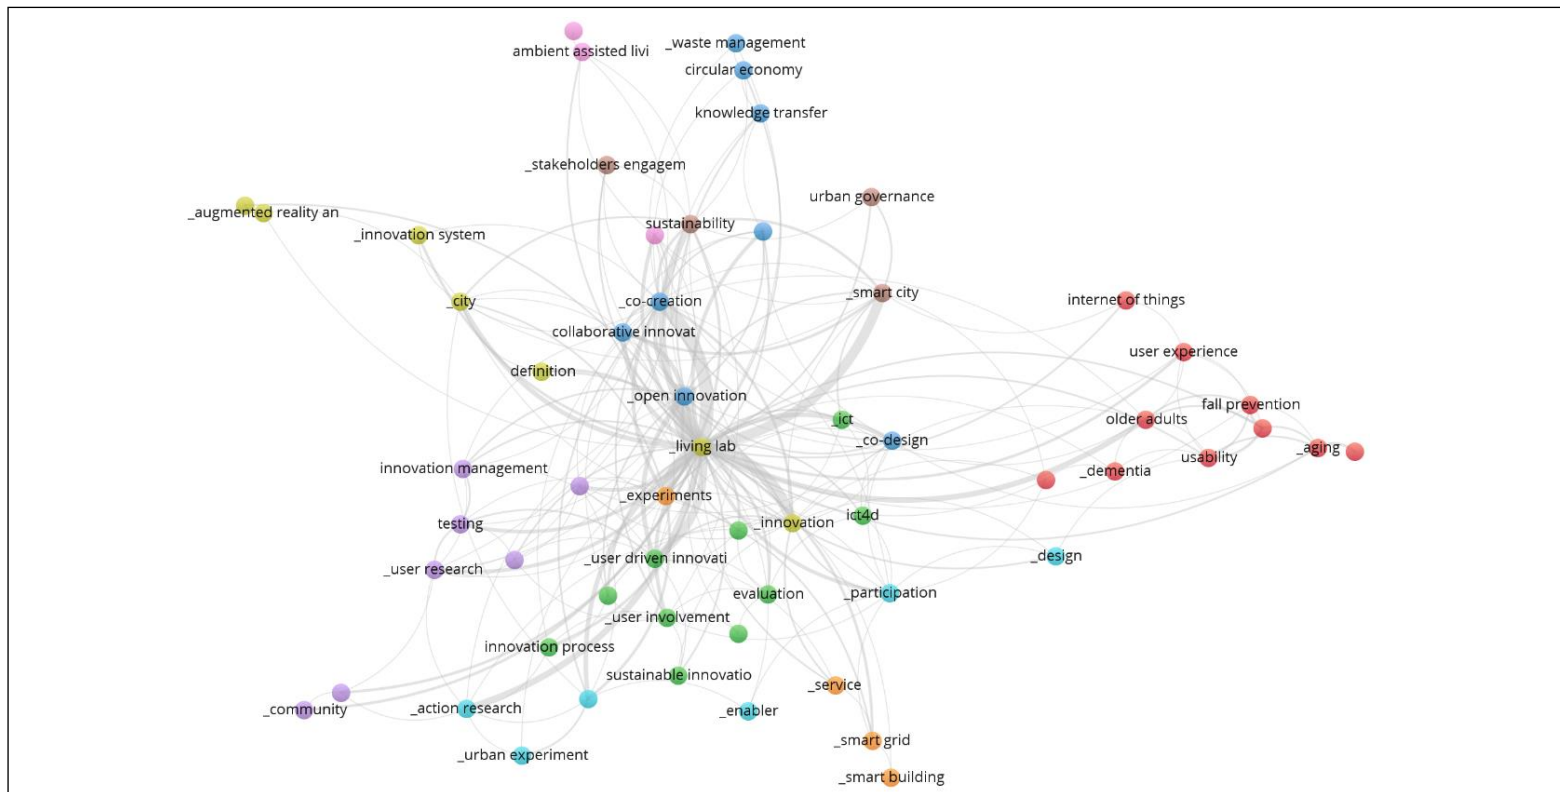 _waste management
ambient assisted livi
circular economy
knowledge transfer
_stakeholders engagem
urban governance
_augmented reality an
sustainability
_innovation system
_smart city
internet of things
_city
_co-creation
collaborative innovat
user experience
definition
_open innovation
fall prevention
_ict
older adults
_co-design
_living lab
_aging
usability
innovation management
_dementia
_experiments
ict4d
testing
_innovation
_design
_user driven innovati
_user research
_participation
evaluation
_user involvement
innovation process
sustainable innovatio
_service
_community
_action research
_enabler
_smart grid
_urban experiment
_smart building